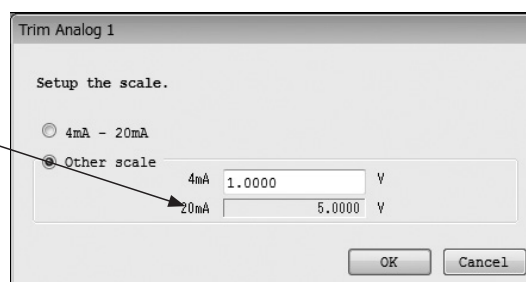 Trim Analog 1
Setup the scale.
4mA - 20mA
Other scale
4mA 1.0000 V
20mA 5.0000 V
OK Cancel